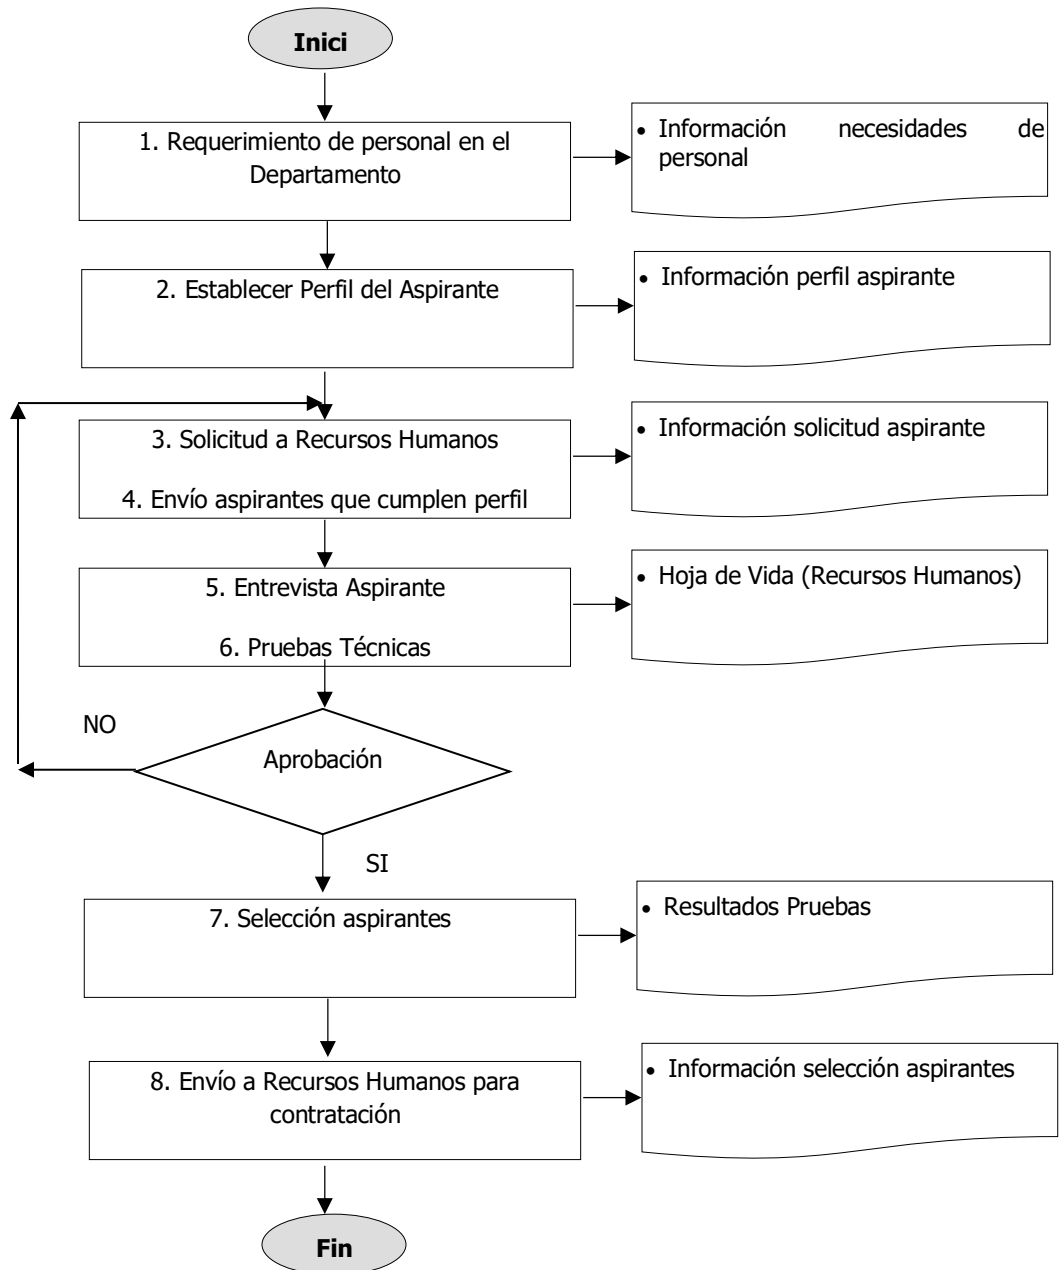 Inici
1. Requerimiento de personal en el
Departamento
• Información necesidades de
personal
2. Establecer Perfil del Aspirante
• Información perfil aspirante
3. Solicitud a Recursos Humanos
4. Envío aspirantes que cumplen perfil
• Información solicitud aspirante
5. Entrevista Aspirante
6. Pruebas Técnicas
• Hoja de Vida (Recursos Humanos)
NO
Aprobación
SI
7. Selección aspirantes
• Resultados Pruebas
8. Envío a Recursos Humanos para
contratación
• Información selección aspirantes
Fin